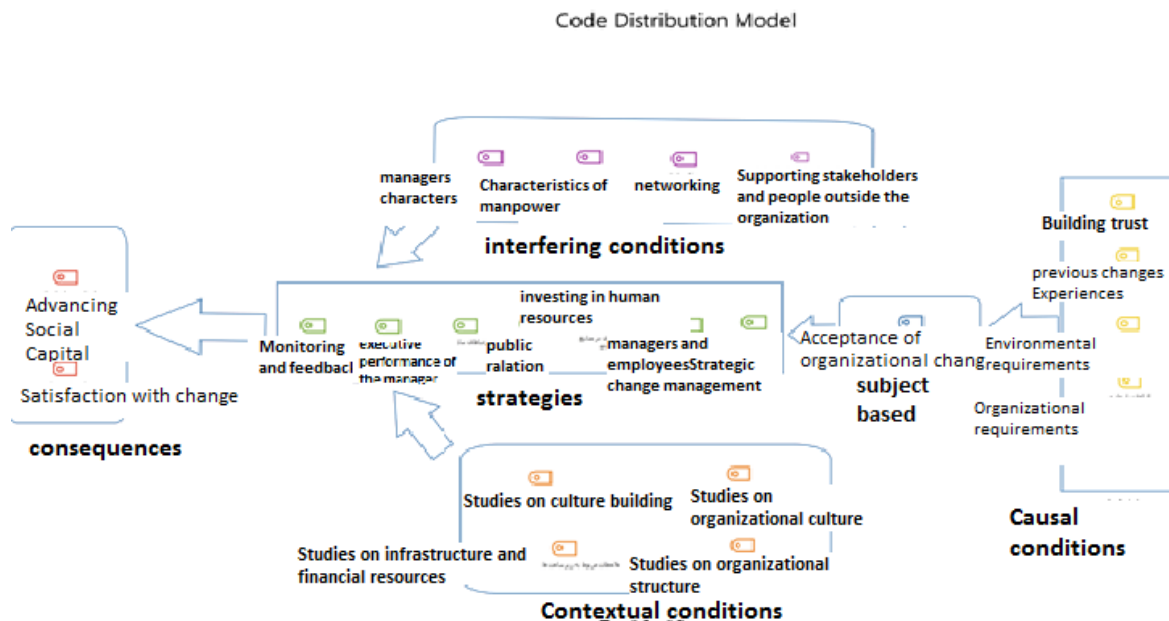 Code Distribution Model
managers
characters
Characteristics of
manpower
networking
Supporting stakeholders
and people outside the
organization
interfering conditions
Building trust
previous changes
Experiences
Environmental
requirements
Organizational
requirements
Causal
conditions
Acceptance of
organizational chang
subject
based
investing in human
resources
Monitoring
and feedbacl
executive
performance of
the manager
public
ralation
managers and
employeesStrategic
change management
strategies
Advancing
Social
Capital
Satisfaction with change
consequences
Studies on culture building
Studies on
organizational culture
Studies on infrastructure and
financial resources
Studies on organizational
structure
Contextual conditions